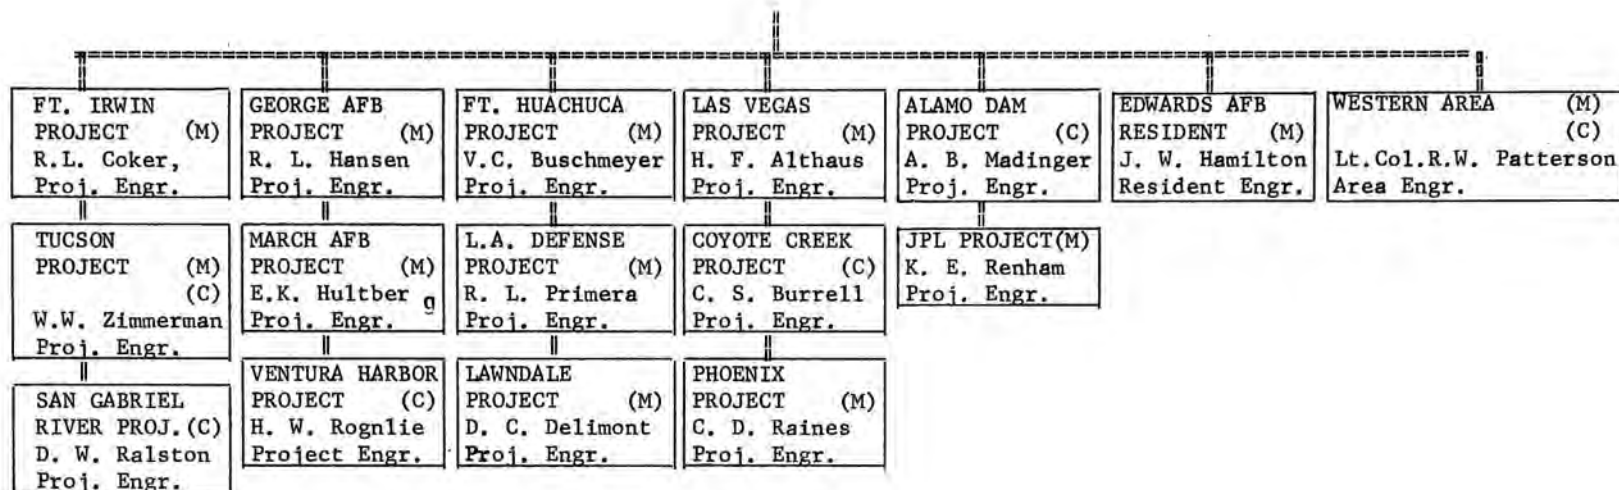 FT. IRWIN
PROJECT (M)
R.L. Coker,
Proj. Engr.
GEORGE AFB
PROJECT (M)
R. L. Hansen
Proj. Engr.
FT. HUACHUCA
PROJECT (M)
V.C. Buschmeyer
Proj. Engr.
LAS VEGAS
PROJECT (M)
H. F. Althaus
Proj. Engr.
ALAMO DAM
PROJECT (C)
A. B. Madinger
Proj. Engr.
EDWARDS AFB
RESIDENT (M)
J. W. Hamilton
Resident Engr.
WESTERN AREA (M)
(C)
Lt.Col.R.W. Patterson
Area Engr.
TUCSON
PROJECT (M)
(C)
W.W. Zimmerman
Proj. Engr.
MARCH AFB
PROJECT (M)
E.K. Hultberg
Proj. Engr.
L.A. DEFENSE
PROJECT (M)
R. L. Primera
Proj. Engr.
COYOTE CREEK
PROJECT (C)
C. S. Burrell
Proj. Engr.
JPL PROJECT(M)
K. E. Renham
Proj. Engr.
SAN GABRIEL
RIVER PROJ.(C)
D. W. Ralston
Proj. Engr.
VENTURA HARBOR
PROJECT (C)
H. W. Rognlie
Project Engr.
LAWNDALE
PROJECT (M)
D. C. Delimont
Proj. Engr.
PHOENIX
PROJECT (M)
C. D. Raines
Proj. Engr.